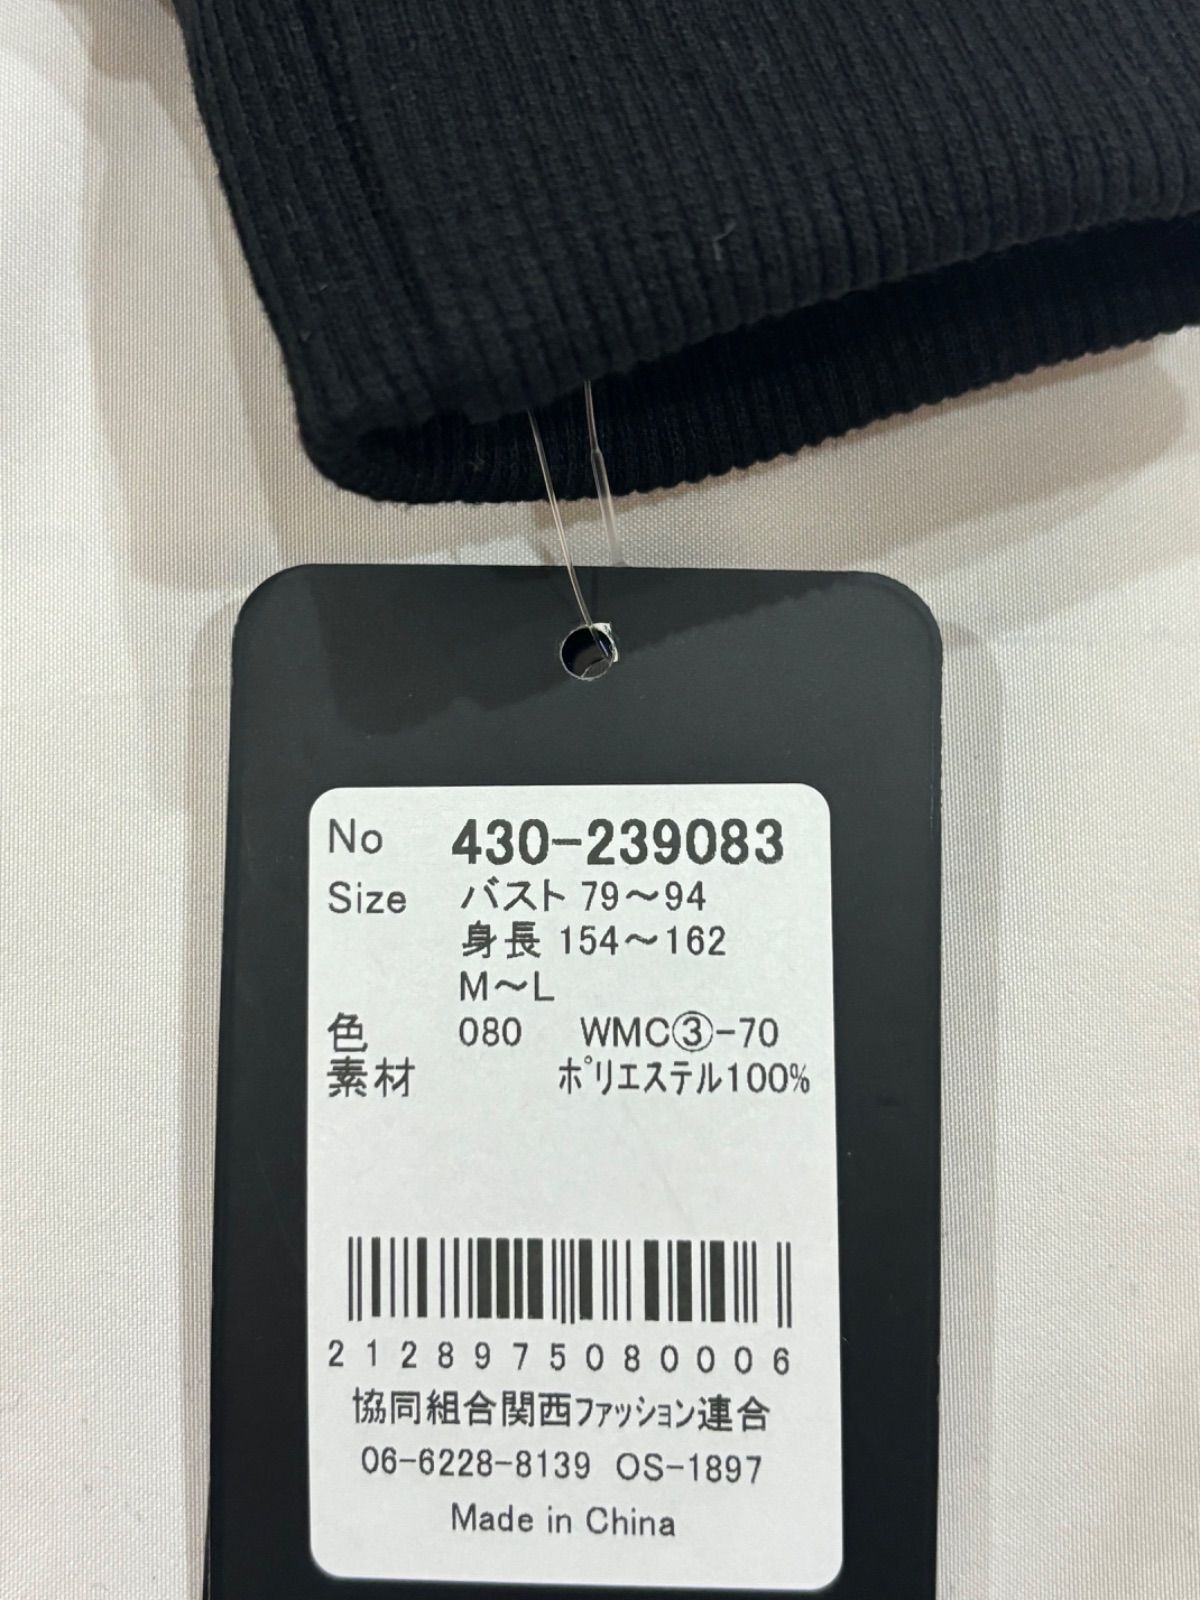 No 430-239083
Size バスト 79～94
身長 154～162
M～L
色 080 WMC③-70
素材 ポリエステル100%
2128975080006
協同組合関西ファッション連合
06-6228-8139 OS-1897
Made in China